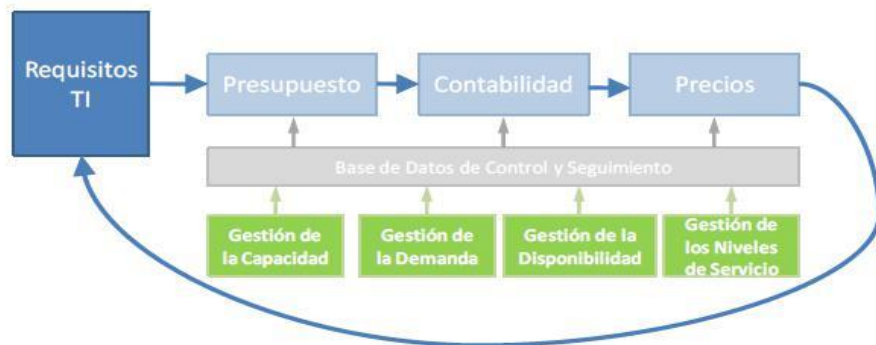 Requisitos
TI
Presupuesto
Contabilidad
Precios
Base de Datos de Control y Seguimiento
Gestión de
la Capacidad
Gestión de
la Demanda
Gestión de la
Disponibilidad
Gestión de
los Niveles
de Servicio